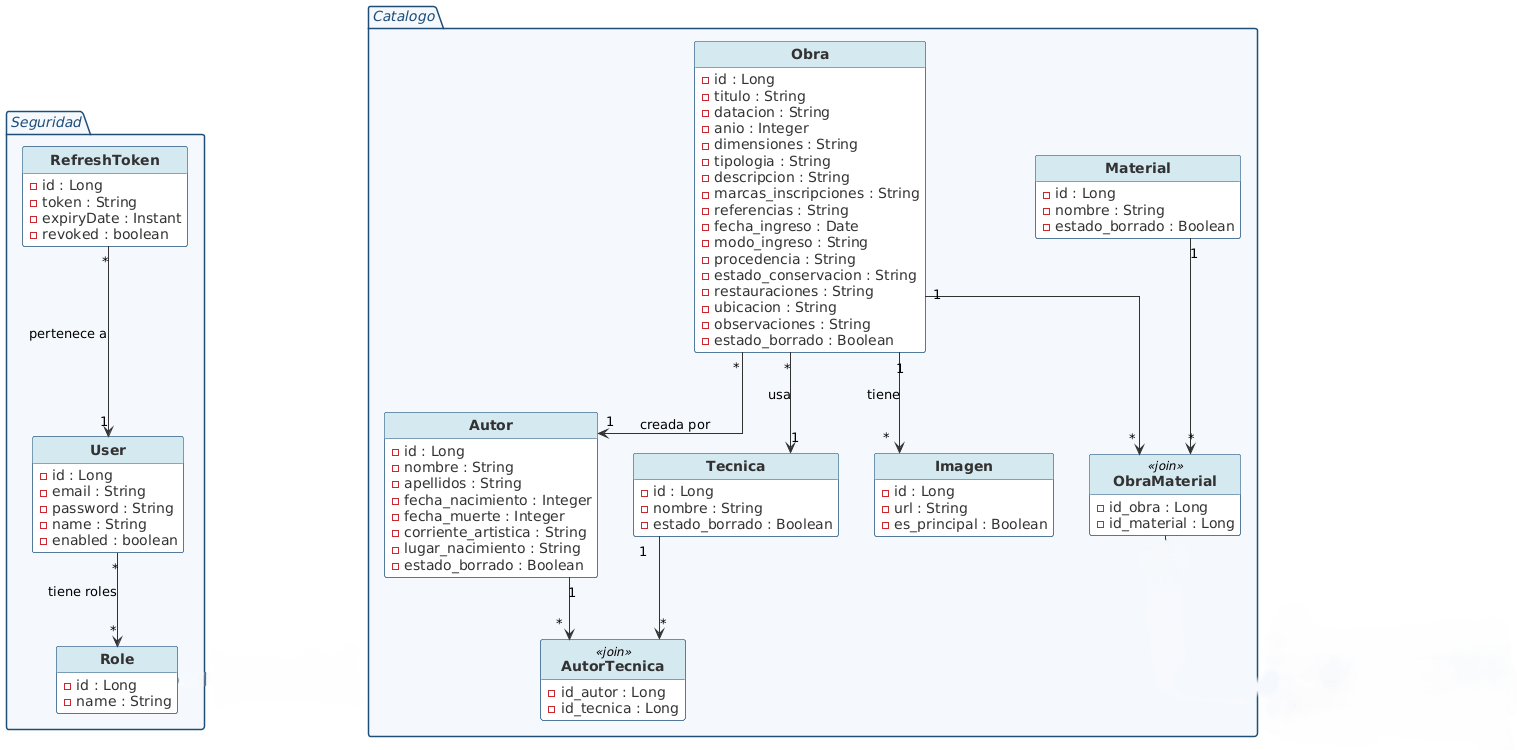 Seguridad
RefreshToken
id : Long
token : String
expiryDate : Instant
revoked : boolean
*
pertenece a
1
User
id : Long
email : String
password : String
name : String
enabled : boolean
*
tiene roles
*
Role
id : Long
name : String
Catalogo
Obra
id : Long
titulo : String
datacion : String
anio : Integer
dimensiones : String
tipologia : String
descripcion : String
marcas_inscripciones : String
referencias : String
fecha_ingreso : Date
modo_ingreso : String
procedencia : String
estado_conservacion : String
restauraciones : String
ubicacion : String
observaciones : String
estado_borrado : Boolean
Material
id : Long
nombre : String
estado_borrado : Boolean
1
1
*
*
*
creada por
1
*
usa
1
1
tiene
*
Autor
id : Long
nombre : String
apellidos : String
fecha_nacimiento : Integer
fecha_muerte : Integer
corriente_artistica : String
lugar_nacimiento : String
estado_borrado : Boolean
Tecnica
id : Long
nombre : String
estado_borrado : Boolean
Imagen
id : Long
url : String
es_principal : Boolean
«join»
ObraMaterial
id_obra : Long
id_material : Long
1
*
1
*
«join»
AutorTecnica
id_autor : Long
id_tecnica : Long